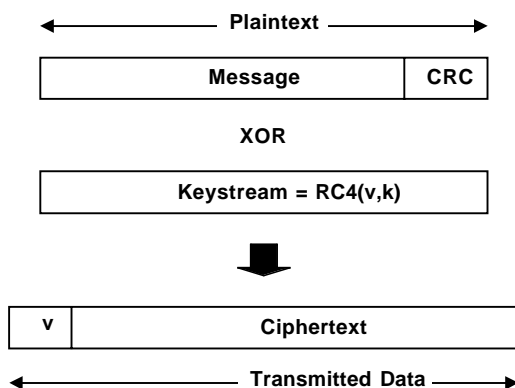 Plaintext
Message CRC
XOR
Keystream = RC4(v,k)
v Ciphertext
Transmitted Data